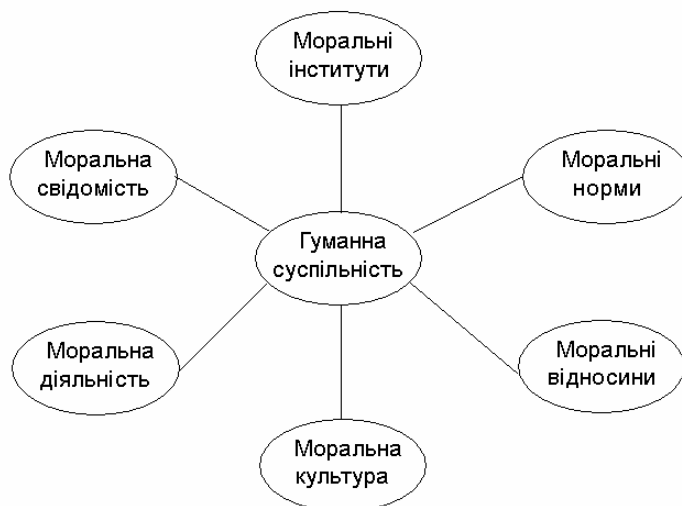 Моральні
інститути
Моральна
свідомість
Моральні
норми
Гуманна
суспільність
Моральна
діяльність
Моральні
відносини
Моральна
культура